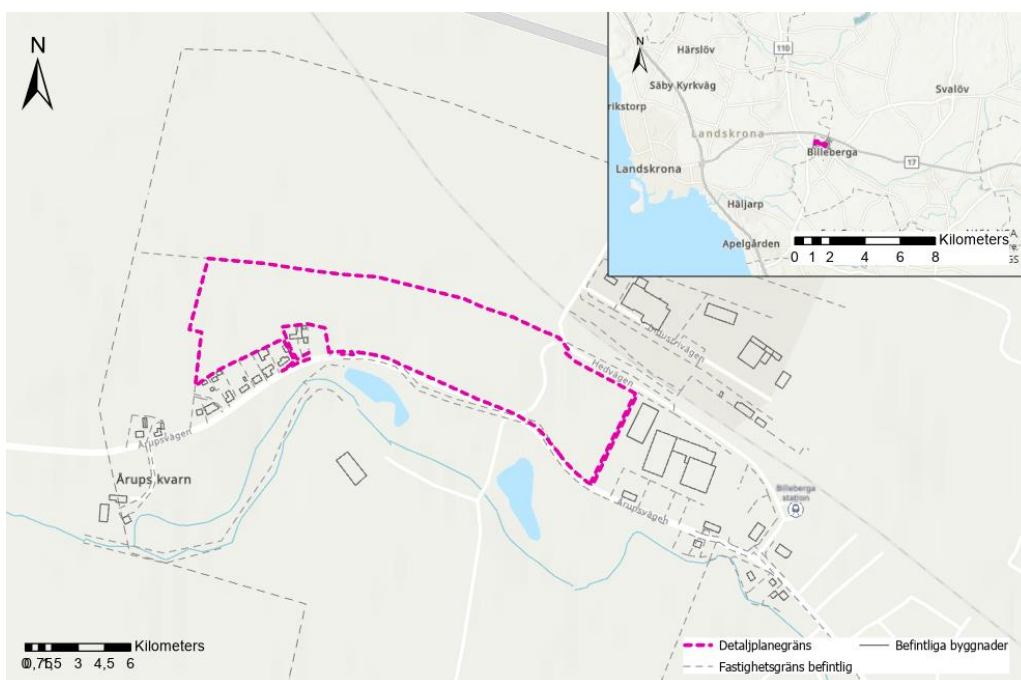 N
N
110
Härslöv
Säby Kyrkväg
Svalöv
rikstorp
Landskrona
Billeberga
Landskrona
17
Häljarp
Apelgården
Kilometers
0 1 2 4 6 8
Industrivägen
Hedvägen
Årupsvägen
Årups kvarn
Billeberga
station
Årupsvägen
Kilometers
3 4,5 6
Detaljplanegräns
Befintliga byggnader
Fastighetsgräns befintlig